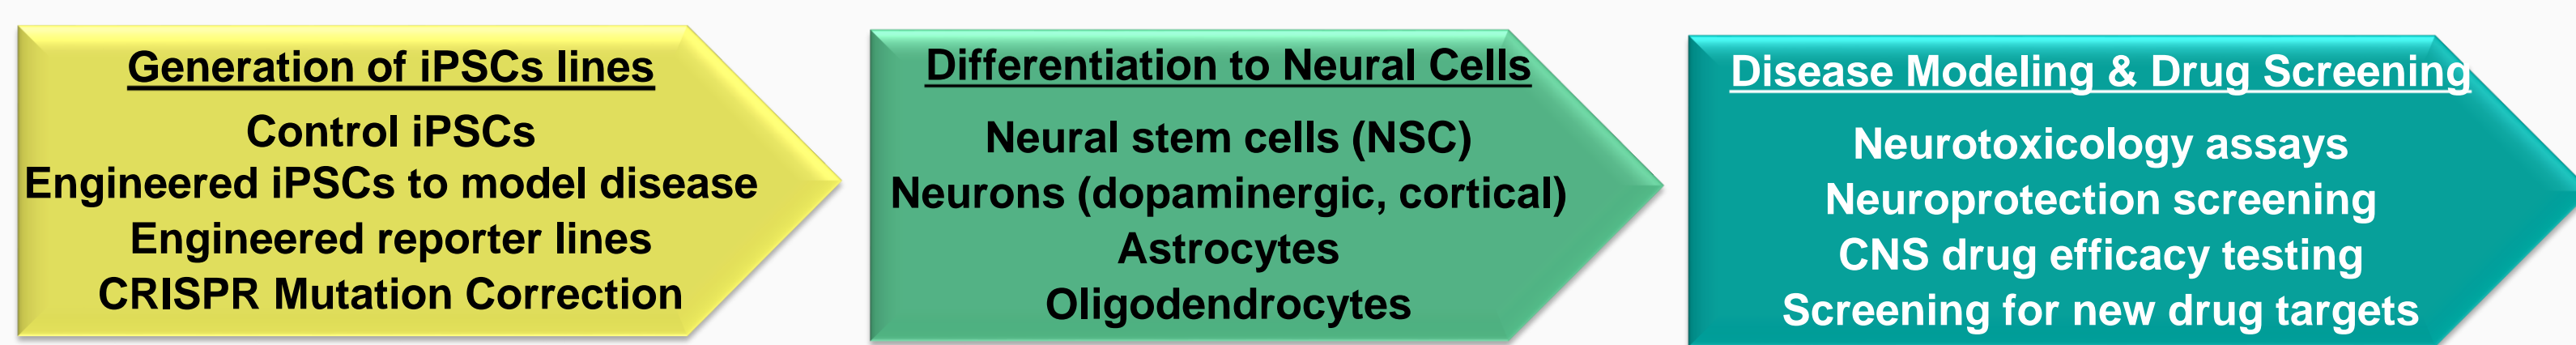 Generation of iPSCs lines
Control iPSCs
Engineered iPSCs to model disease
Engineered reporter lines
CRISPR Mutation Correction
Differentiation to Neural Cells
Neural stem cells (NSC)
Neurons (dopaminergic, cortical)
Astrocytes
Oligodendrocytes
Disease Modeling & Drug Screening
Neurotoxicology assays
Neuroprotection screening
CNS drug efficacy testing
Screening for new drug targets